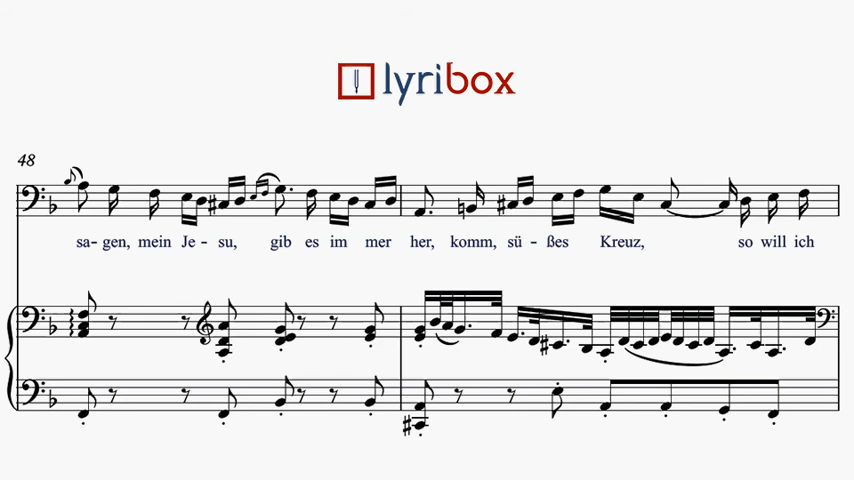 lyribox
48
sa- gen, mein Je - su, gib es im mer her, komm, sü - ßes Kreuz, so will ich